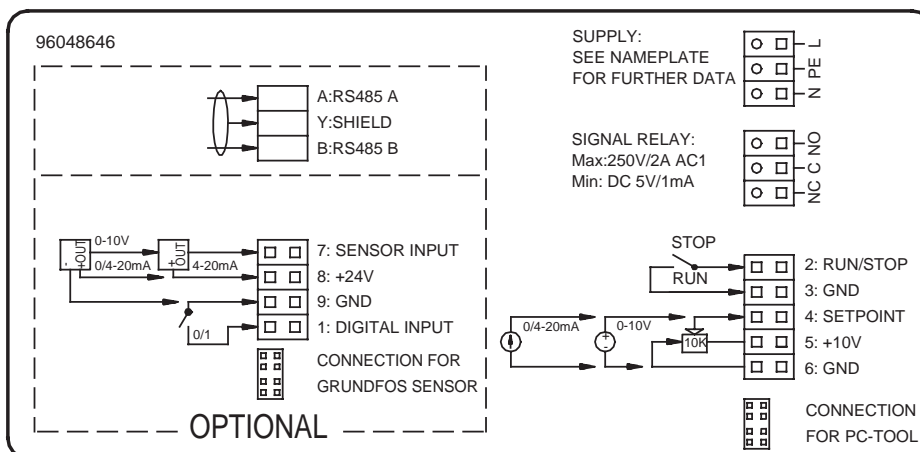 96048646
A:RS485 A
Y:SHIELD
B:RS485 B
0-10V
- +OUT
+OUT
0/4-20mA
4-20mA
7: SENSOR INPUT
8: +24V
9: GND
1: DIGITAL INPUT
0/1
CONNECTION FOR
GRUNDFOS SENSOR
OPTIONAL
SUPPLY:
SEE NAMEPLATE
FOR FURTHER DATA
L
PE
N
SIGNAL RELAY:
Max:250V/2A AC1
Min: DC 5V/1mA
NO
C
NC
STOP
RUN
2: RUN/STOP
3: GND
4: SETPOINT
5: +10V
6: GND
0/4-20mA
+
-
0-10V
10K
CONNECTION
FOR PC-TOOL